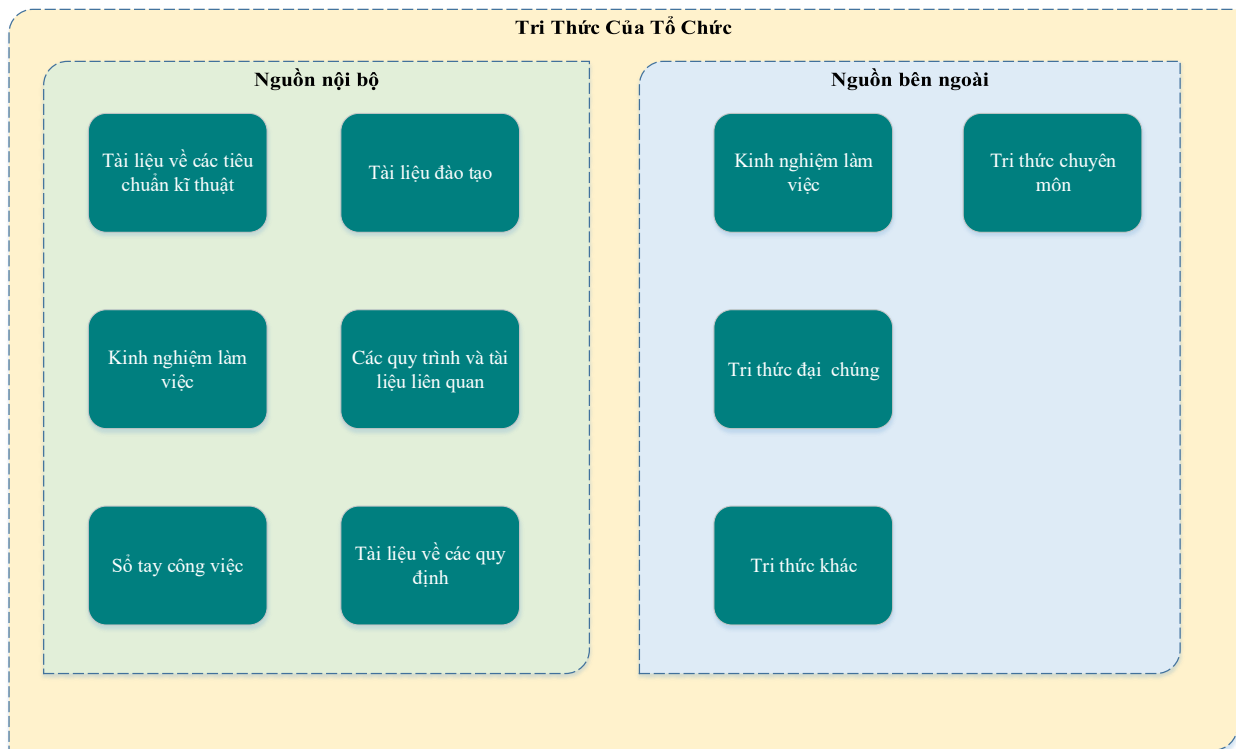 Tri Thức Của Tổ Chức
Nguồn nội bộ
Tài liệu về các tiêu
chuẩn kĩ thuật
Tài liệu đào tạo
Kinh nghiệm làm
việc
Các quy trình và tài
liệu liên quan
Sổ tay công việc
Tài liệu về các quy
định
Nguồn bên ngoài
Kinh nghiệm làm
việc
Tri thức chuyên
môn
Tri thức đại chúng
Tri thức khác